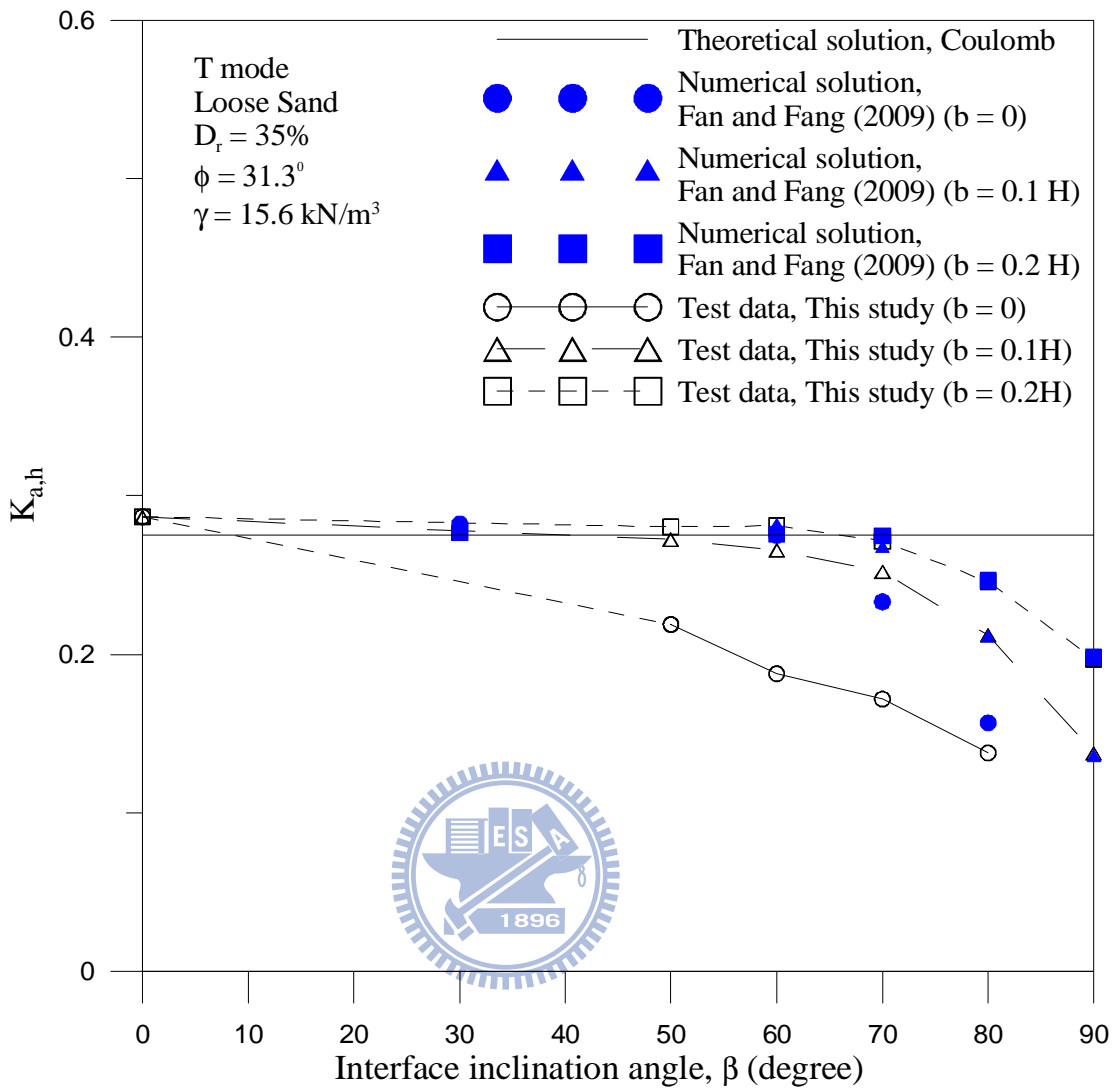 0.6
0.4
0.2
0
K_{a,h}
T mode
Loose Sand
D_r = 35%
ϕ = 31.3⁰
γ = 15.6 kN/m³
Theoretical solution, Coulomb
Numerical solution,
Fan and Fang (2009) (b = 0)
Numerical solution,
Fan and Fang (2009) (b = 0.1 H)
Numerical solution,
Fan and Fang (2009) (b = 0.2 H)
Test data, This study (b = 0)
Test data, This study (b = 0.1H)
Test data, This study (b = 0.2H)
E S A
1896
0 10 20 30 40 50 60 70 80 90
Interface inclination angle, β (degree)